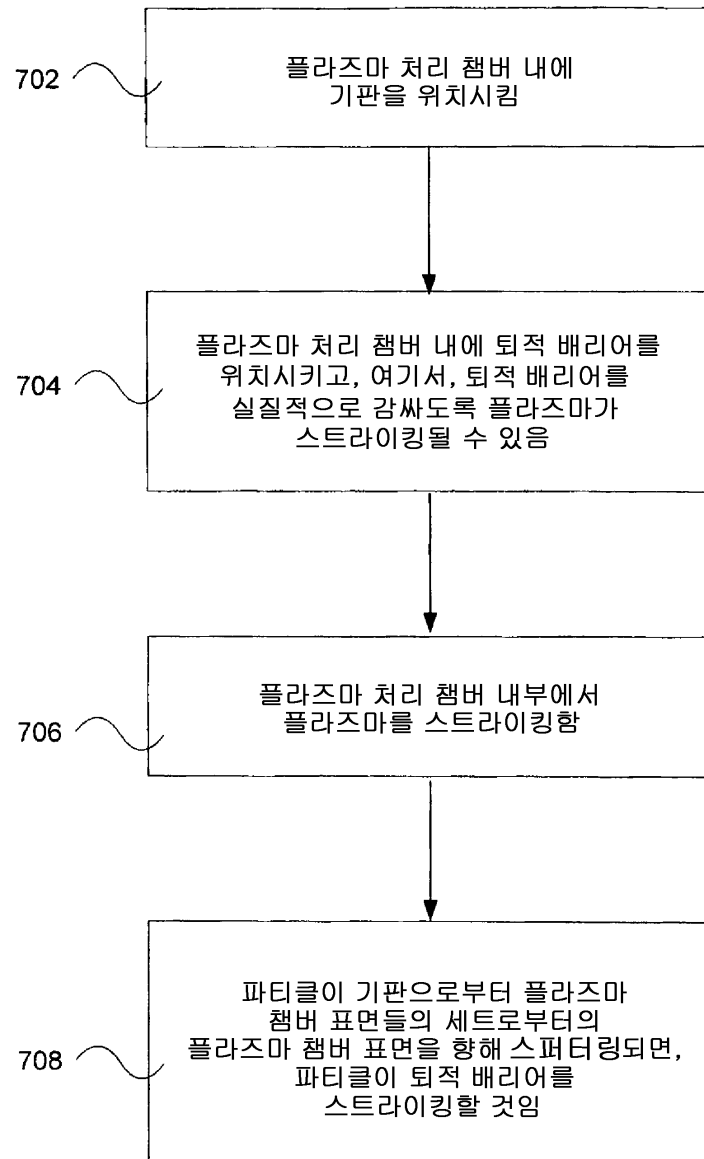 702
플라즈마 처리 챔버 내에
기판을 위치시킴
704
플라즈마 처리 챔버 내에 퇴적 배리어를
위치시키고, 여기서, 퇴적 배리어를
실질적으로 감싸도록 플라즈마가
스트라이킹될 수 있음
706
플라즈마 처리 챔버 내부에서
플라즈마를 스트라이킹함
708
파티클이 기판으로부터 플라즈마
챔버 표면들의 세트로부터의
플라즈마 챔버 표면을 향해 스퍼터링되면,
파티클이 퇴적 배리어를
스트라이킹할 것임